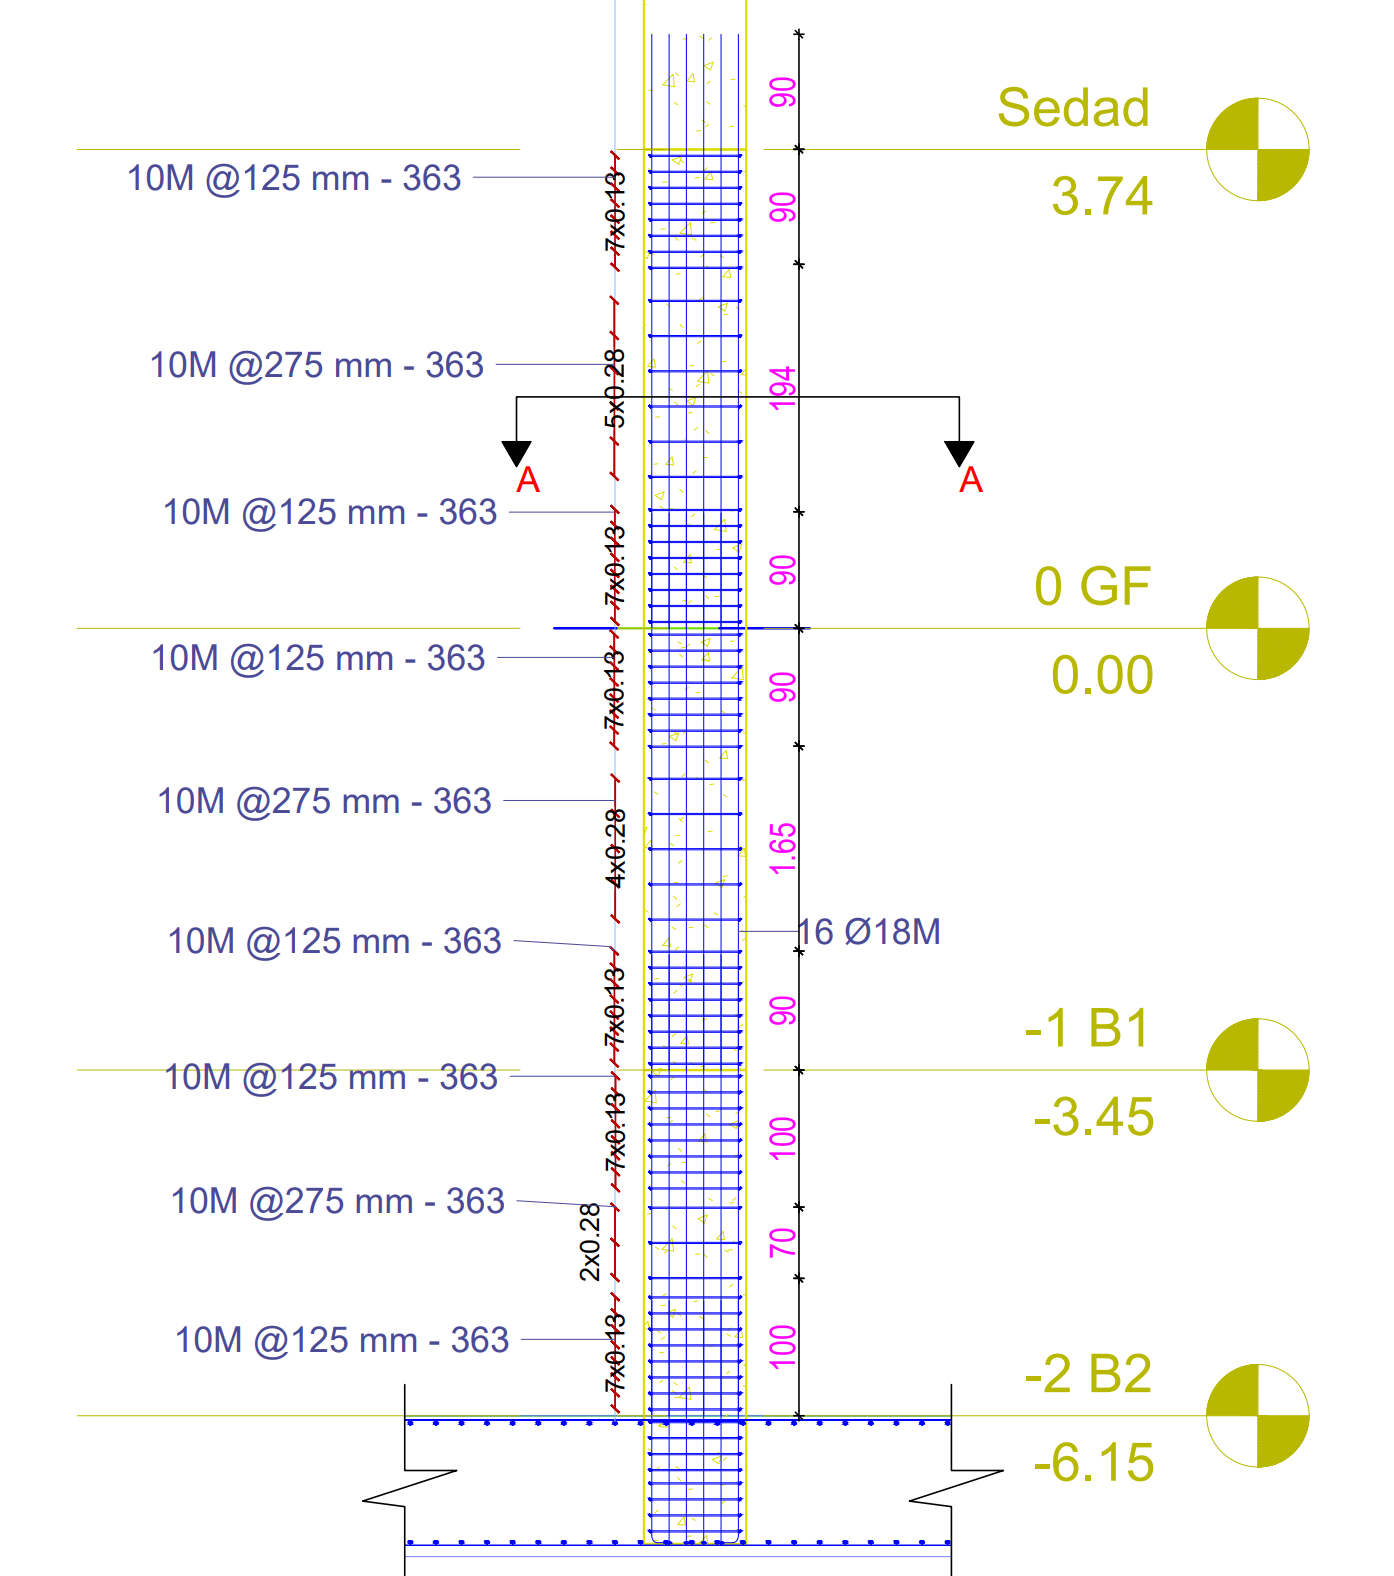 90
Sedad
3.74
10M @125 mm - 363
7x0.13
90
10M @275 mm - 363
5x0.28
194
A
A
10M @125 mm - 363
7x0.13
90
0 GF
0.00
10M @125 mm - 363
7x0.13
90
10M @275 mm - 363
4x0.28
1.65
16 Ø18M
10M @125 mm - 363
7x0.13
90
-1 B1
-3.45
10M @125 mm - 363
7x0.13
100
10M @275 mm - 363
2x0.28
70
10M @125 mm - 363
7x0.13
100
-2 B2
-6.15